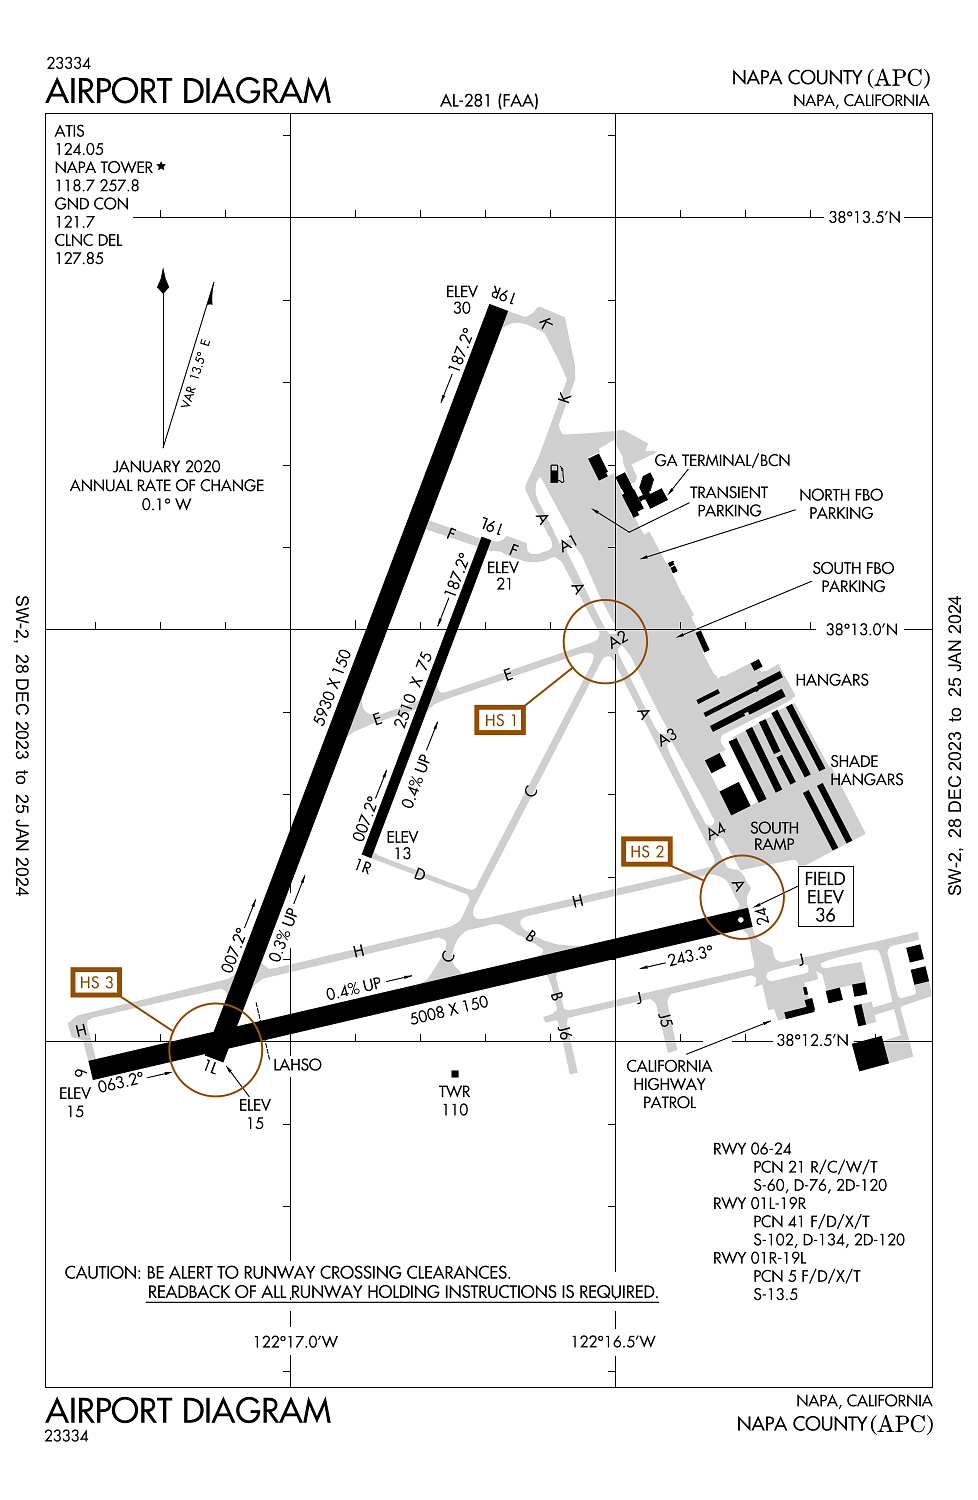 23334
AIRPORT DIAGRAM
AL-281 (FAA)
NAPA COUNTY (APC)
NAPA, CALIFORNIA
ATIS
124.05
NAPA TOWER ★
118.7 257.8
GND CON
121.7
CLNC DEL
127.85
38°13.5'N
VAR 13.5° E
JANUARY 2020
ANNUAL RATE OF CHANGE
0.1° W
ELEV
30
19R
187.2°
K
K
GA TERMINAL/BCN
TRANSIENT
PARKING
NORTH FBO
PARKING
SOUTH FBO
PARKING
A
A1
A
F
19L
F
ELEV
21
187.2°
38°13.0'N
A2
HS 1
E
E
5930 X 150
2510 X 75
0.4% UP
007.2°
HANGARS
A
A3
SHADE
HANGARS
C
A4
SOUTH
RAMP
ELEV
13
1R
D
HS 2
A
FIELD
ELEV
36
24
H
B
243.3°
007.2°
0.3% UP
H
C
J
HS 3
0.4% UP
5008 X 150
B
J
J5
J6
H
38°12.5'N
6
063.2°
ELEV
15
1L
LAHSO
ELEV
15
TWR
110
CALIFORNIA
HIGHWAY
PATROL
RWY 06-24
PCN 21 R/C/W/T
S-60, D-76, 2D-120
RWY 01L-19R
PCN 41 F/D/X/T
S-102, D-134, 2D-120
RWY 01R-19L
PCN 5 F/D/X/T
S-13.5
CAUTION: BE ALERT TO RUNWAY CROSSING CLEARANCES.
READBACK OF ALL RUNWAY HOLDING INSTRUCTIONS IS REQUIRED.
122°17.0'W
122°16.5'W
SW-2, 28 DEC 2023 to 25 JAN 2024
SW-2, 28 DEC 2023 to 25 JAN 2024
AIRPORT DIAGRAM
23334
NAPA, CALIFORNIA
NAPA COUNTY (APC)